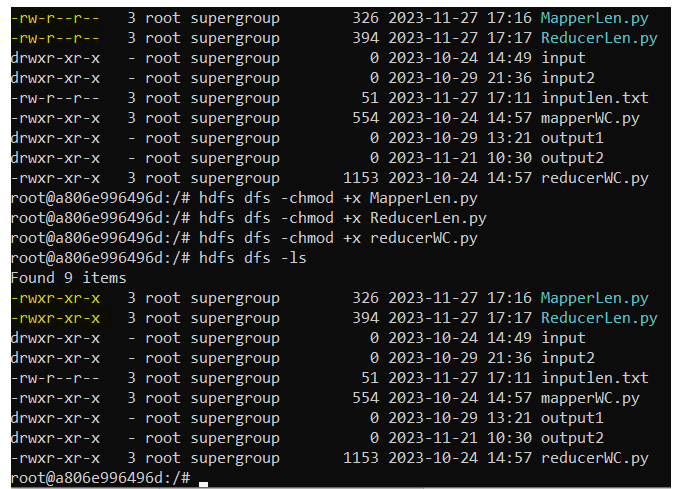 -rw-r--r--   3 root supergroup        326 2023-11-27 17:16 MapperLen.py
-rw-r--r--   3 root supergroup        394 2023-11-27 17:17 ReducerLen.py
drwxr-xr-x   - root supergroup          0 2023-10-24 14:49 input
drwxr-xr-x   - root supergroup          0 2023-10-29 21:36 input2
-rw-r--r--   3 root supergroup         51 2023-11-27 17:11 inputlen.txt
-rwxr-xr-x   3 root supergroup        554 2023-10-24 14:57 mapperWC.py
drwxr-xr-x   - root supergroup          0 2023-10-29 13:21 output1
drwxr-xr-x   - root supergroup          0 2023-11-21 10:30 output2
-rwxr-xr-x   3 root supergroup       1153 2023-10-24 14:57 reducerWC.py
root@a806e996496d:/# hdfs dfs -chmod +x MapperLen.py
root@a806e996496d:/# hdfs dfs -chmod +x ReducerLen.py
root@a806e996496d:/# hdfs dfs -chmod +x reducerWC.py
root@a806e996496d:/# hdfs dfs -ls
Found 9 items
-rwxr-xr-x   3 root supergroup        326 2023-11-27 17:16 MapperLen.py
-rwxr-xr-x   3 root supergroup        394 2023-11-27 17:17 ReducerLen.py
drwxr-xr-x   - root supergroup          0 2023-10-24 14:49 input
drwxr-xr-x   - root supergroup          0 2023-10-29 21:36 input2
-rw-r--r--   3 root supergroup         51 2023-11-27 17:11 inputlen.txt
-rwxr-xr-x   3 root supergroup        554 2023-10-24 14:57 mapperWC.py
drwxr-xr-x   - root supergroup          0 2023-10-29 13:21 output1
drwxr-xr-x   - root supergroup          0 2023-11-21 10:30 output2
-rwxr-xr-x   3 root supergroup       1153 2023-10-24 14:57 reducerWC.py
root@a806e996496d:/#